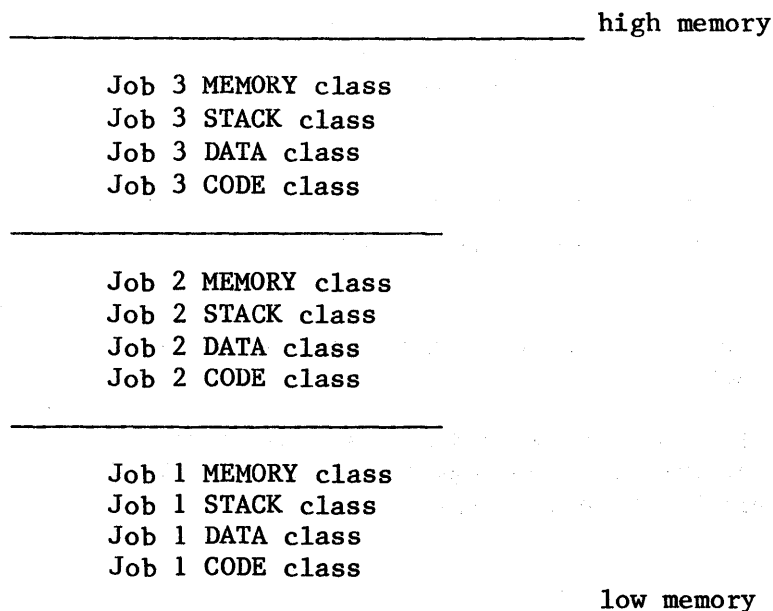 high memory
Job 3 MEMORY class
Job 3 STACK class
Job 3 DATA class
Job 3 CODE class
Job 2 MEMORY class
Job 2 STACK class
Job 2 DATA class
Job 2 CODE class
Job 1 MEMORY class
Job 1 STACK class
Job 1 DATA class
Job 1 CODE class
low memory